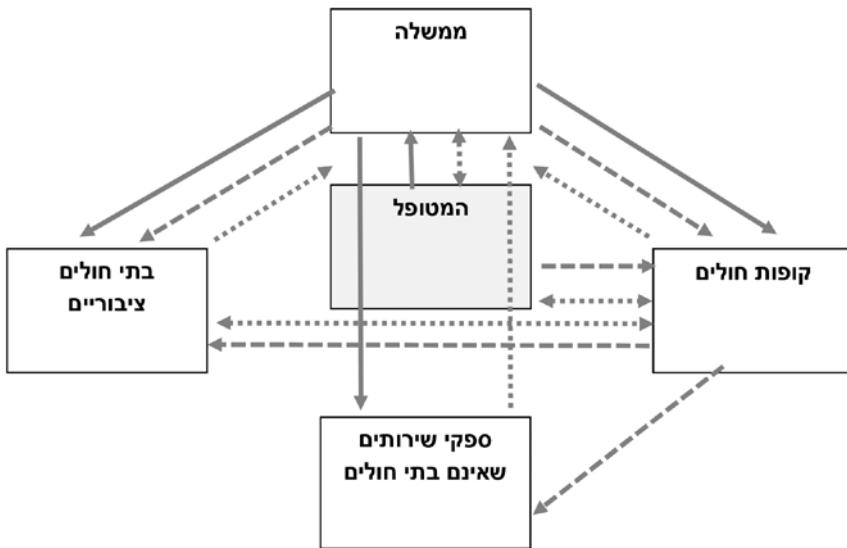 ממשלה
המטופל
קופות חולים
בתי חולים
ציבוריים
ספקי שירותים
שאינם בתי חולים